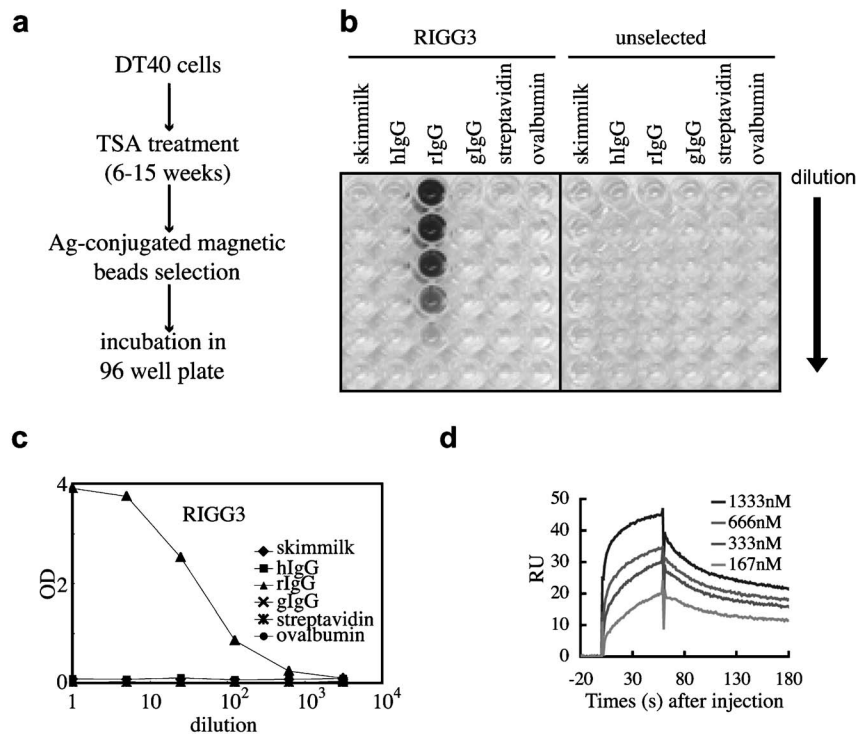 a
DT40 cells
TSA treatment
(6-15 weeks)
Ag-conjugated magnetic
beads selection
incubation in
96 well plate
b
RIGG3
unselected
skimmilk
hIgG
rIgG
gIgG
streptavidin
ovalbumin
skimmilk
hIgG
rIgG
gIgG
streptavidin
ovalbumin
dilution
c
4
2
0
OD
RIGG3
skimmilk
hIgG
rIgG
gIgG
streptavidin
ovalbumin
1 10 10² 10³ 10⁴
dilution
d
50
40
30
20
10
0
RU
1333nM
666nM
333nM
167nM
-20 30 80 130 180
Times (s) after injection